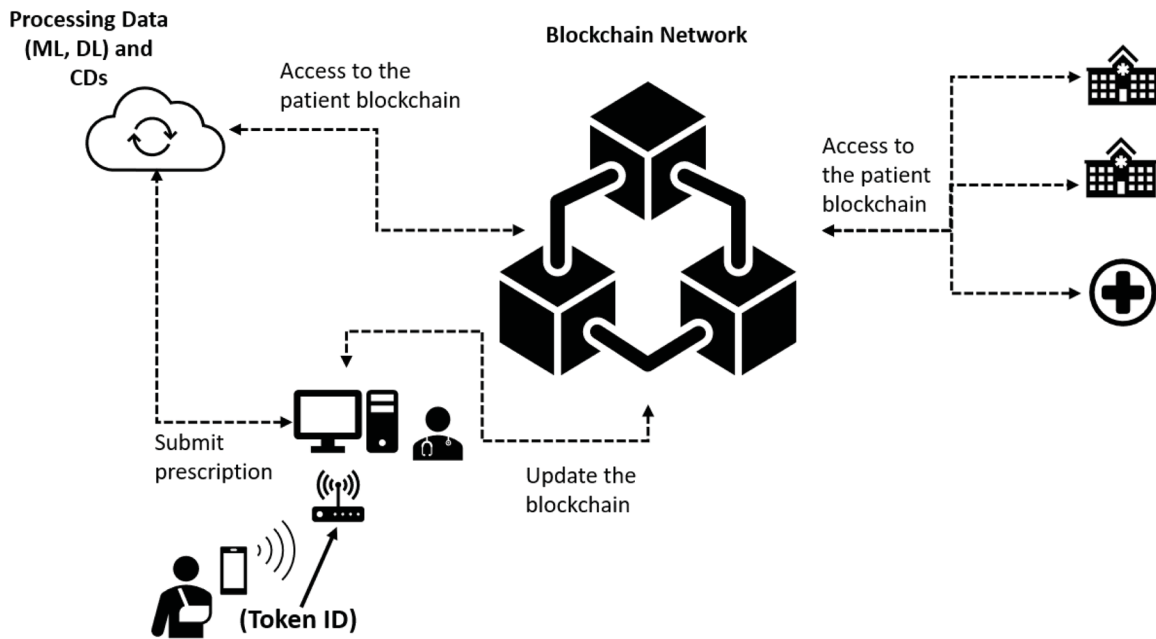 Processing Data
(ML, DL) and
CDs
Access to the
patient blockchain
Blockchain Network
Access to
the patient
blockchain
Submit
prescription
Update the
blockchain
(Token ID)